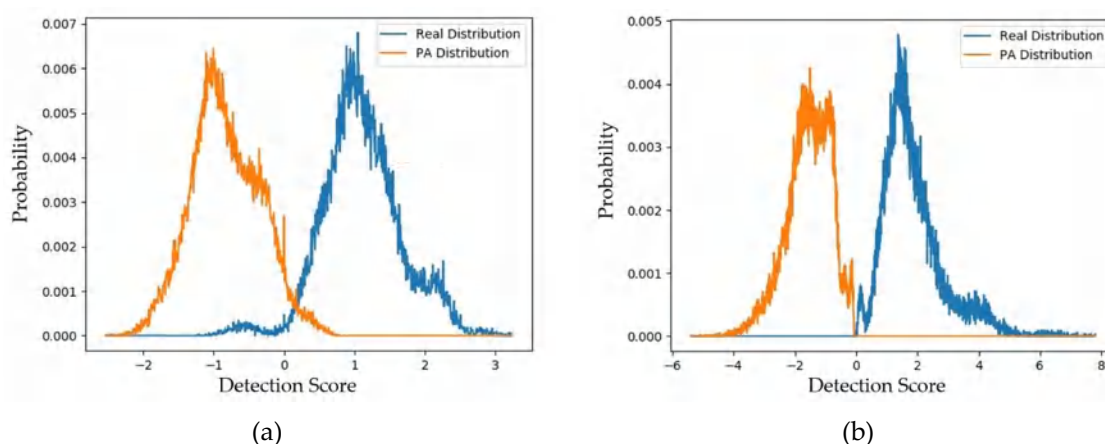 0.007
0.006
0.005
0.004
0.003
0.002
0.001
0.000
Probability
−2 −1 0 1 2 3
Detection Score
Real Distribution
PA Distribution
(a)
0.005
0.004
0.003
0.002
0.001
0.000
Probability
−6 −4 −2 0 2 4 6 8
Detection Score
Real Distribution
PA Distribution
(b)